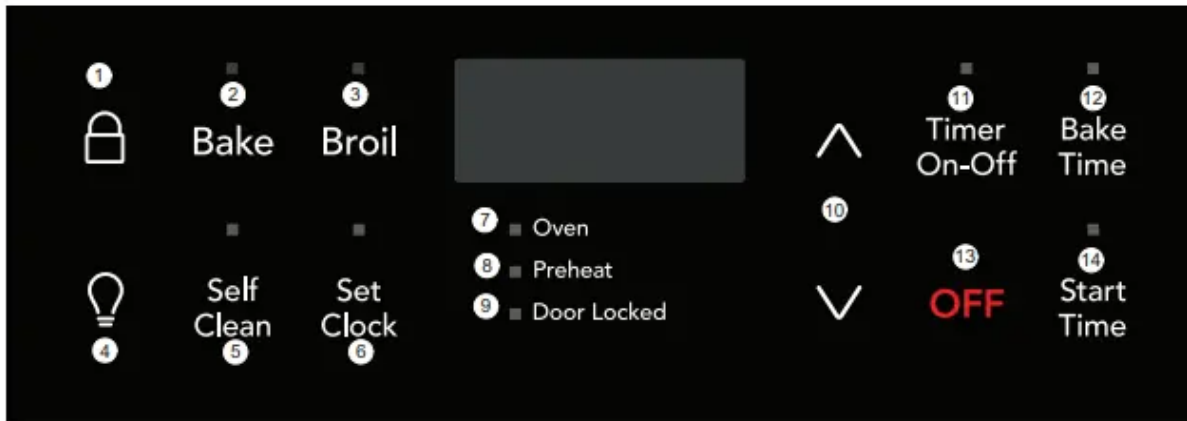 1
2
3
Bake
Broil
4
Self
Clean
5
Set
Clock
6
7 Oven
8 Preheat
9 Door Locked
10
11
Timer
On-Off
12
Bake
Time
13
OFF
14
Start
Time